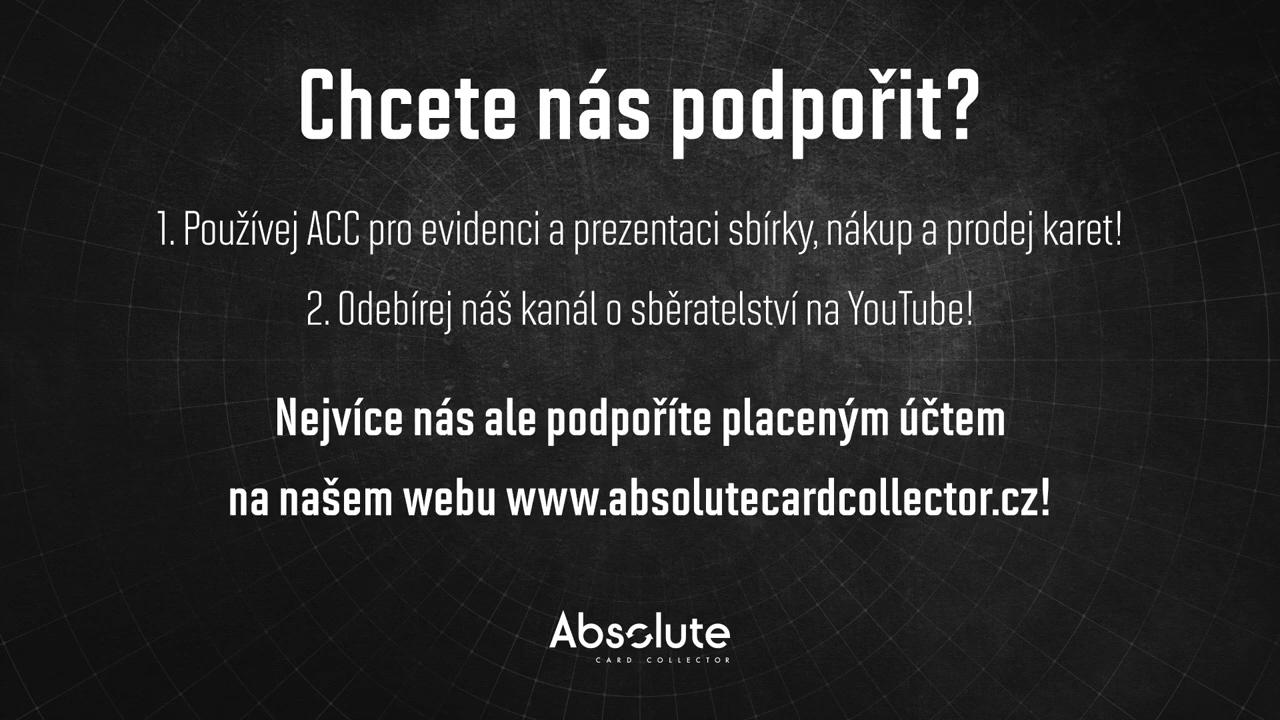 Chcete nás podpořit?
1. Používej ACC pro evidenci a prezentaci sbírky, nákup a prodej karet!
2. Odebírej náš kanál o sběratelství na YouTube!
Nejvíce nás ale podpoříte placeným účtem
na našem webu www.absolutecardcollector.cz!
Absolute
CARD COLLECTOR